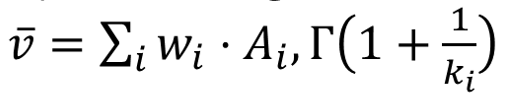 v̄ = ∑ᵢ wᵢ · Aᵢ, Γ(1 + 1/kᵢ)